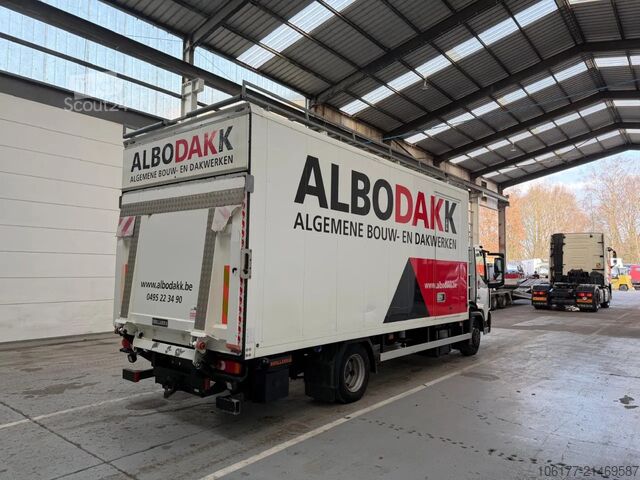 Scout24
ALBODAKK
ALGEMENE BOUW- EN DAKWERKEN
ALBODAKK
ALGEMENE BOUW- EN DAKWERKEN
www.albodakk.be
0495 22 34 90
www.albodakk.be
106177-21469587